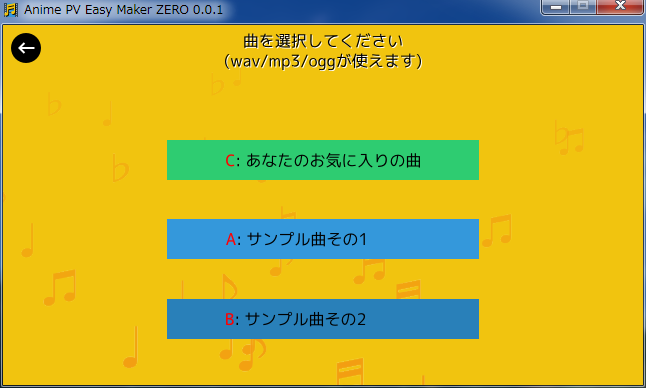 Anime PV Easy Maker ZERO 0.0.1
曲を選択してください
(wav/mp3/oggが使えます)
C: あなたのお気に入りの曲
A: サンプル曲その1
B: サンプル曲その2